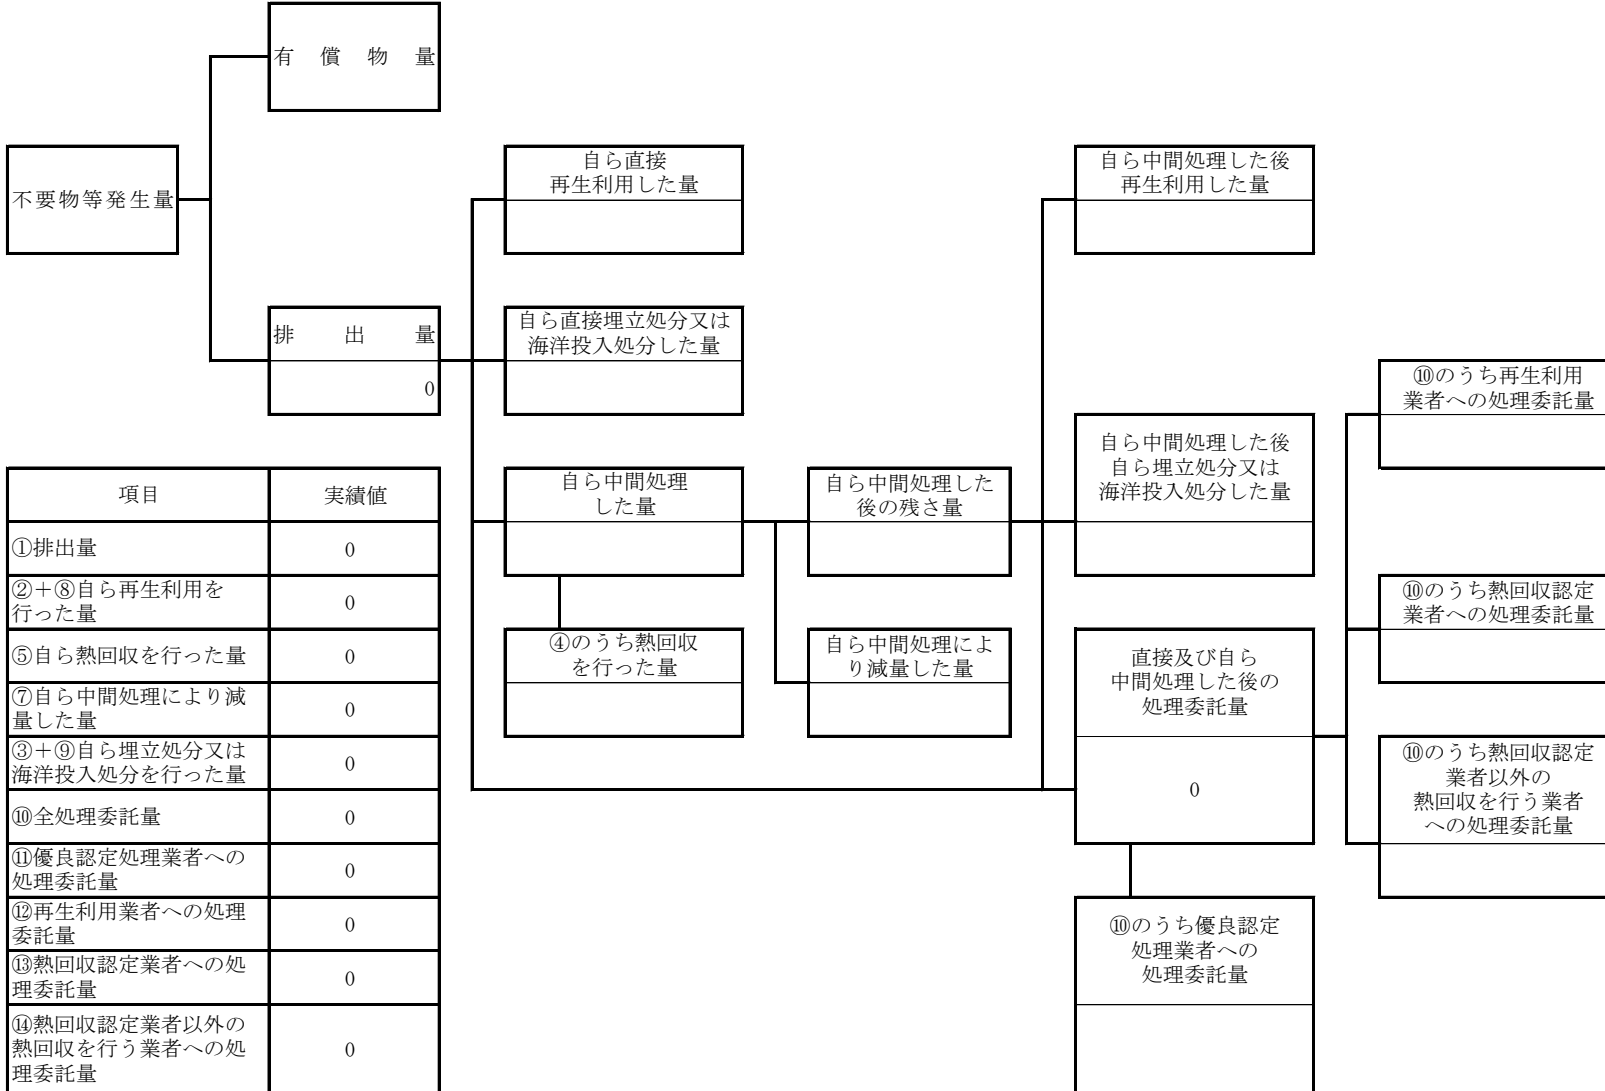 有償物量
不要物等発生量
排出量
0
自ら直接
再生利用した量
自ら直接埋立処分又は
海洋投入処分した量
自ら中間処理
した量
④のうち熱回収
を行った量
自ら中間処理した
後の残さ量
自ら中間処理によ
り減量した量
自ら中間処理した後
再生利用した量
自ら中間処理した後
自ら埋立処分又は
海洋投入処分した量
直接及び自ら
中間処理した後の
処理委託量
0
⑩のうち優良認定
処理業者への
処理委託量
⑩のうち再生利用
業者への処理委託量
⑩のうち熱回収認定
業者への処理委託量
⑩のうち熱回収認定
業者以外の
熱回収を行う業者
への処理委託量
項目 実績値
①排出量 0
②＋⑧自ら再生利用を
行った量 0
⑤自ら熱回収を行った量 0
⑦自ら中間処理により減
量した量 0
③＋⑨自ら埋立処分又は
海洋投入処分を行った量 0
⑩全処理委託量 0
⑪優良認定処理業者への
処理委託量 0
⑫再生利用業者への処理
委託量 0
⑬熱回収認定業者への処
理委託量 0
⑭熱回収認定業者以外の
熱回収を行う業者への処 0
理委託量